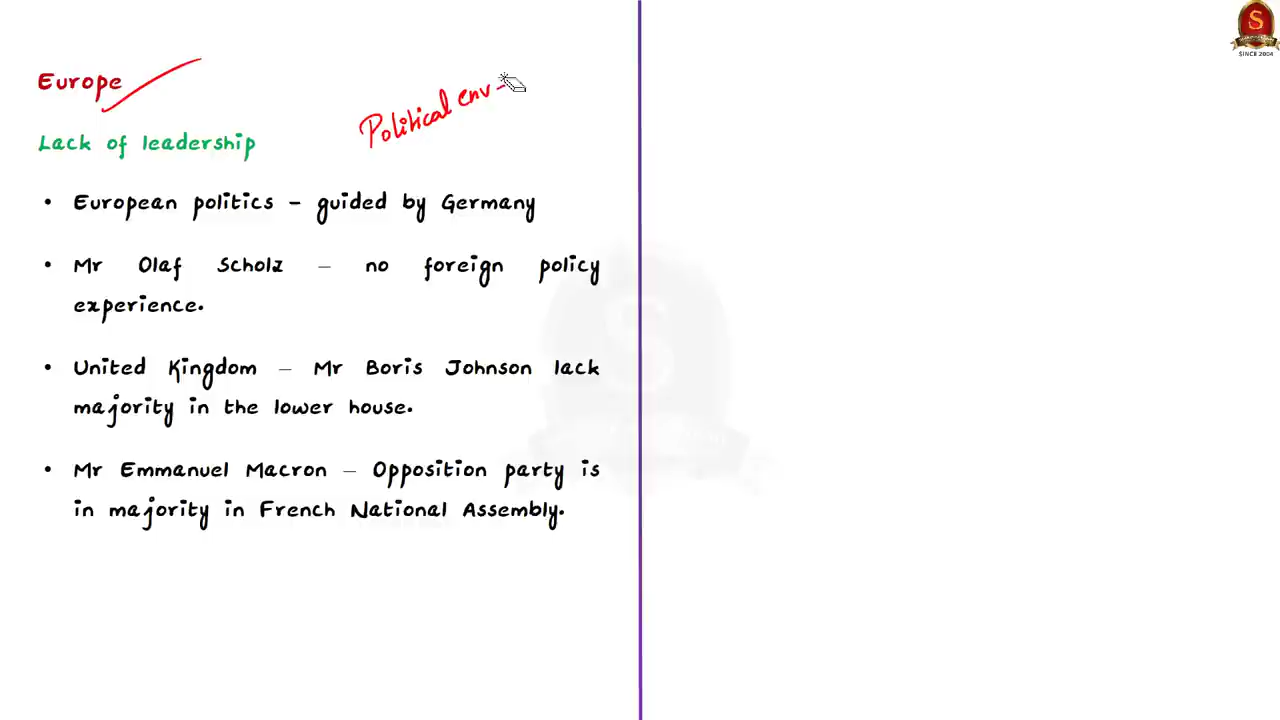 Europe
Political env -
Lack of leadership
• European politics - guided by Germany
• Mr Olaf Scholz – no foreign policy
experience.
• United Kingdom – Mr Boris Johnson lack
majority in the lower house.
• Mr Emmanuel Macron – Opposition party is
in majority in French National Assembly.
S
SINCE 2004